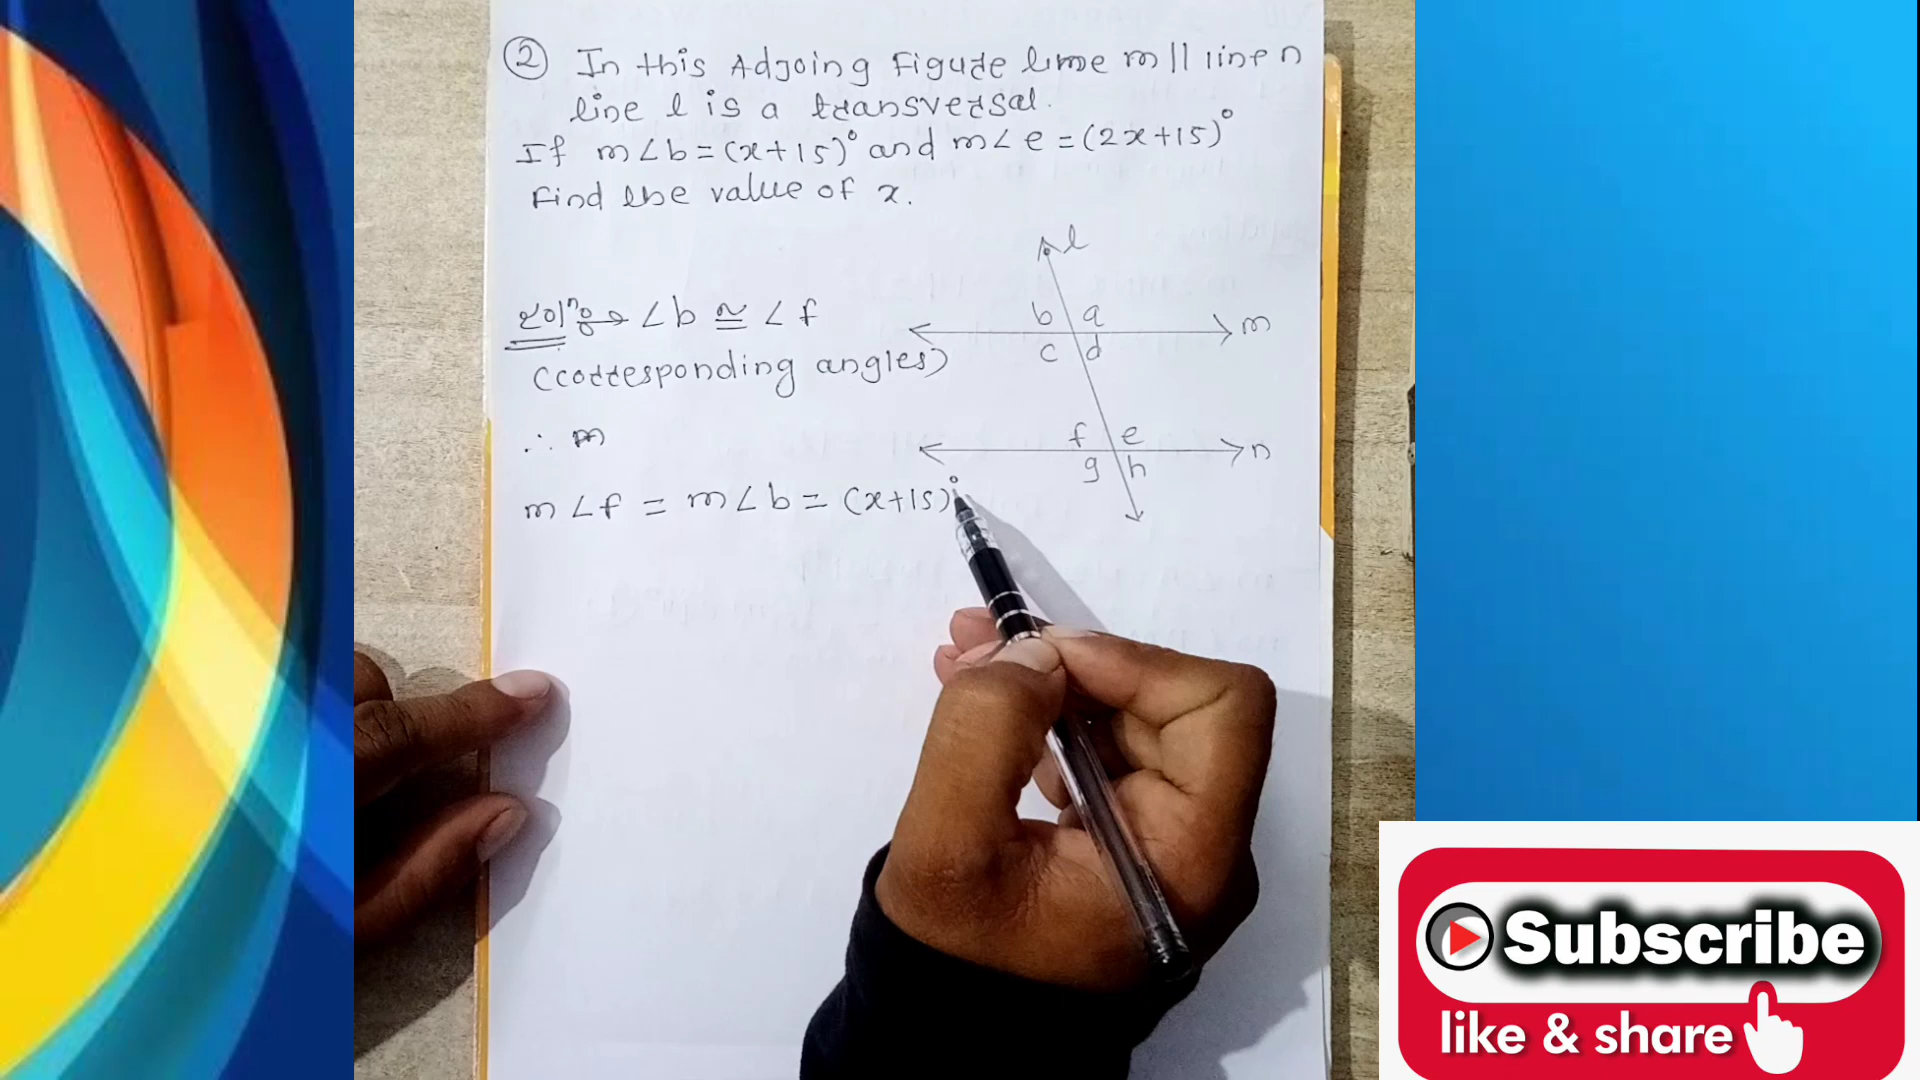 ② In this Adjoing Figure line m || line n
line l is a transversal.
If m∠b = (x+15)° and m∠e = (2x+15)°
Find the value of x.
l
solⁿ:→ ∠b ≅ ∠f
b a
m
(corresponding angles)
c d
∴ m
f e
n
g h
m∠f = m∠b = (x+15)°
Subscribe
like & share